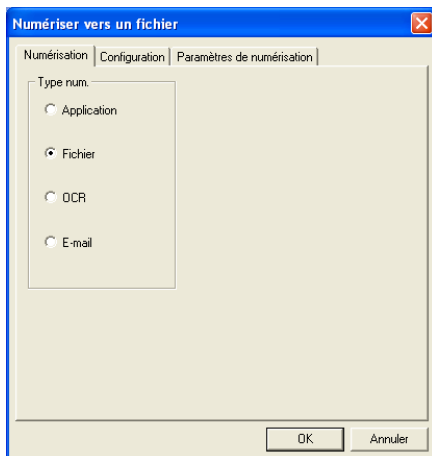 Numériser vers un fichier
Numérisation Configuration Paramètres de numérisation
Type num.
Application
Fichier
OCR
E-mail
OK Annuler